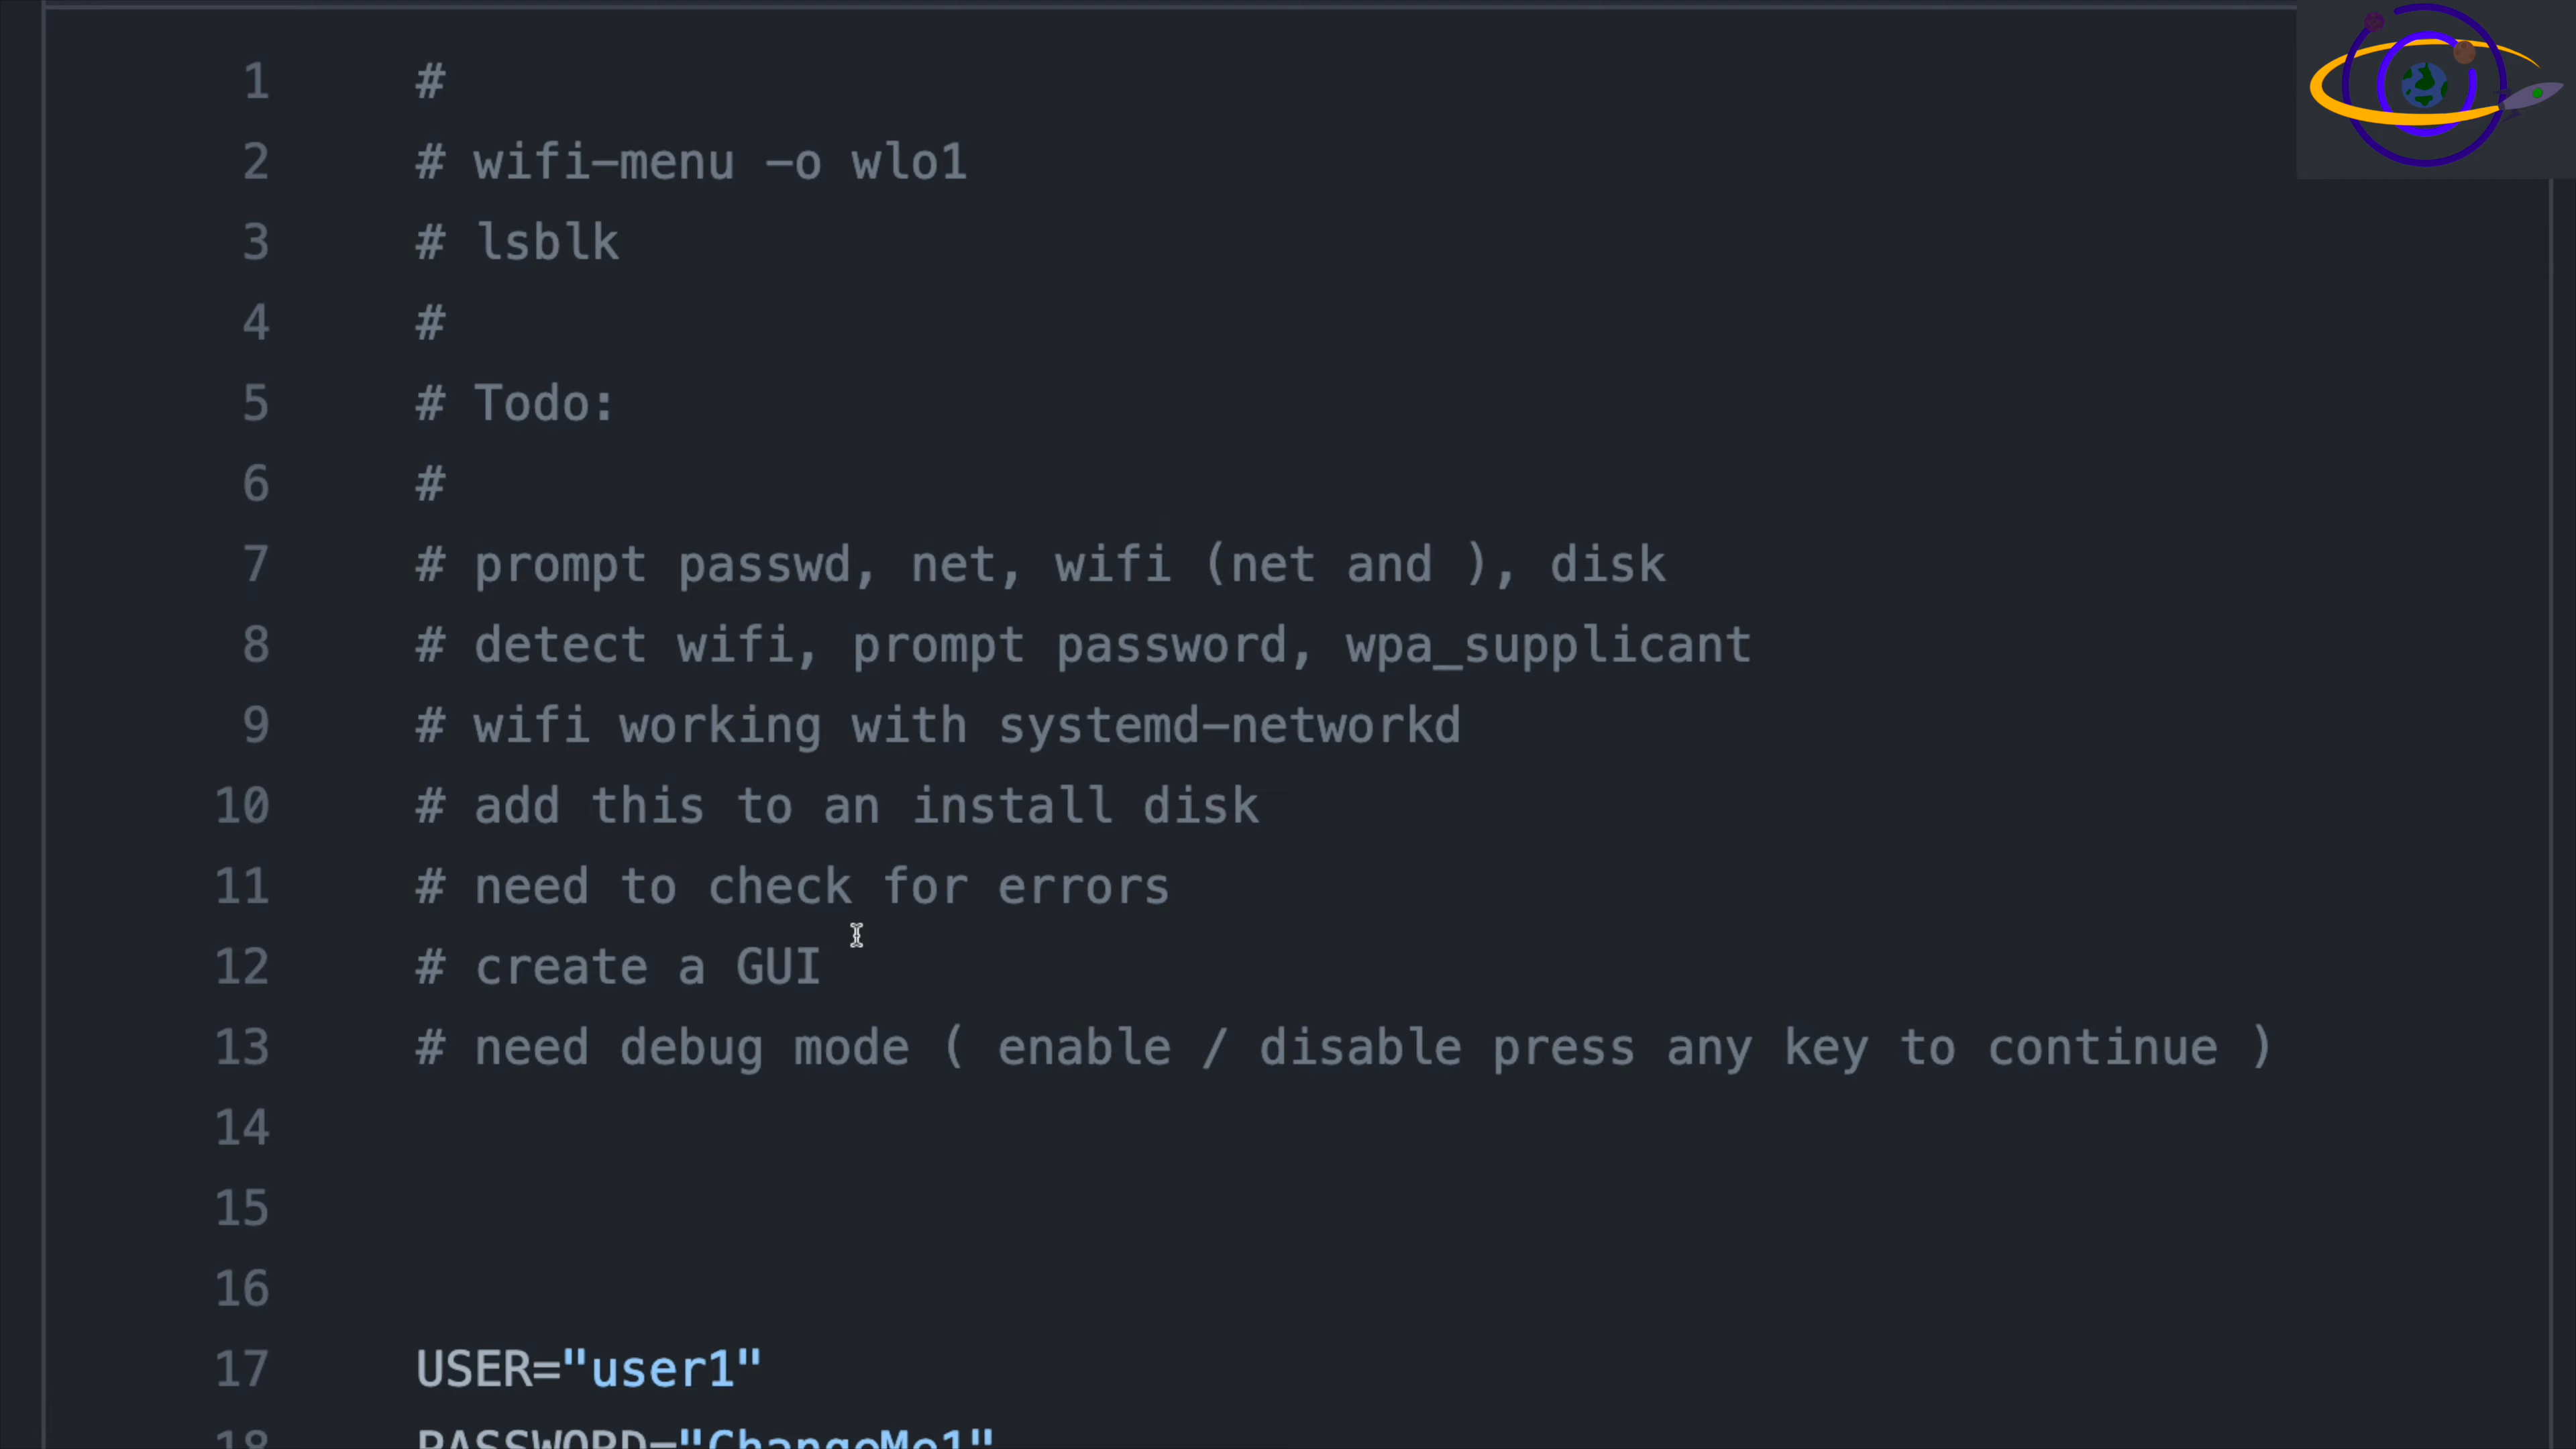 1 #
2 # wifi-menu -o wlo1
3 # lsblk
4 #
5 # Todo:
6 #
7 # prompt passwd, net, wifi (net and ), disk
8 # detect wifi, prompt password, wpa_supplicant
9 # wifi working with systemd-networkd
10 # add this to an install disk
11 # need to check for errors
12 # create a GUI
13 # need debug mode ( enable / disable press any key to continue )
14
15
16
17 USER="user1"
18 PASSWORD="ChangeMe1"